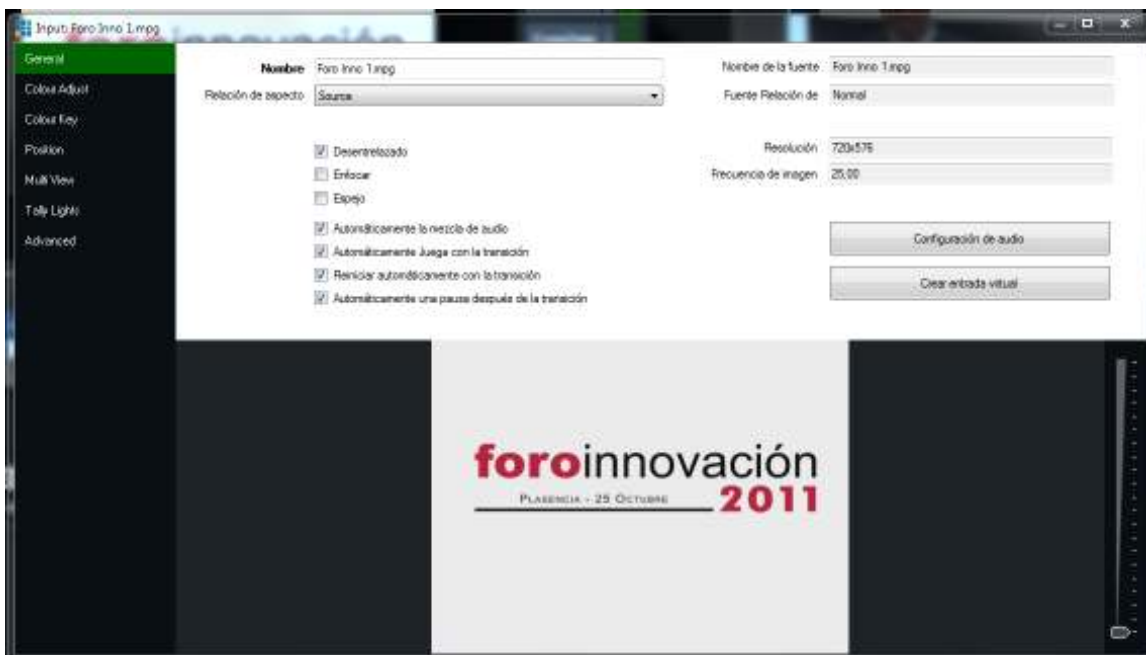 Input: Foro Inno 1.mpg
General
Colour Adjust
Colour Key
Position
Multi View
Tally Lights
Advanced
Nombre Foro Inno 1.mpg
Relación de aspecto Source
Desentrelazado
Enfocar
Espejo
Automáticamente la mezcla de audio
Automáticamente Juega con la transición
Reiniciar automáticamente con la transición
Automáticamente una pausa después de la transición
Nombre de la fuente Foro Inno 1.mpg
Fuente Relación de Normal
Resolución 720x576
Frecuencia de imagen 25,00
Configuración de audio
Crear entrada virtual
foroinnovación
Plasencia - 25 Octubre 2011